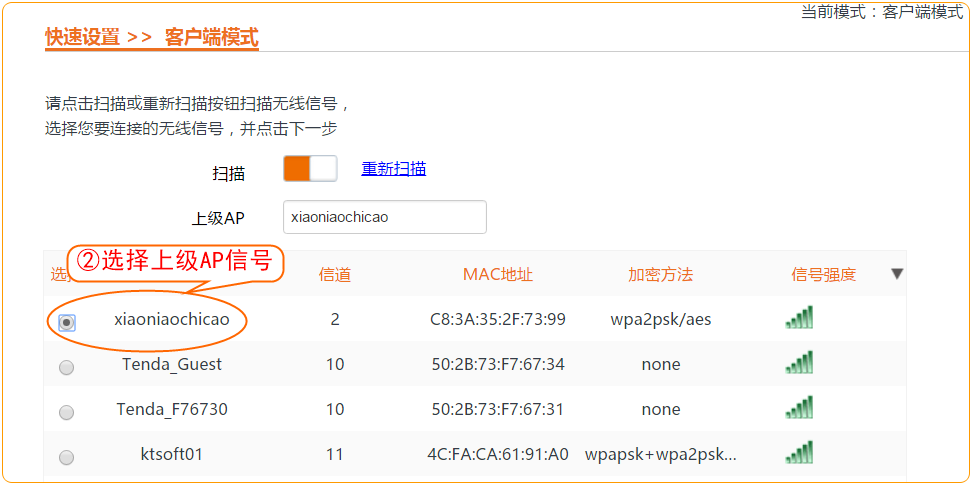 当前模式：客户端模式
快速设置 >> 客户端模式
请点击扫描或重新扫描按钮扫描无线信号，
选择您要连接的无线信号，并点击下一步
扫描 重新扫描
上级AP xiaoniaochicao
②选择上级AP信号
选 信道 MAC地址 加密方法 信号强度
xiaoniaochicao 2 C8:3A:35:2F:73:99 wpa2psk/aes
Tenda_Guest 10 50:2B:73:F7:67:34 none
Tenda_F76730 10 50:2B:73:F7:67:31 none
ktsoft01 11 4C:FA:CA:61:91:A0 wpapsk+wpa2psk...